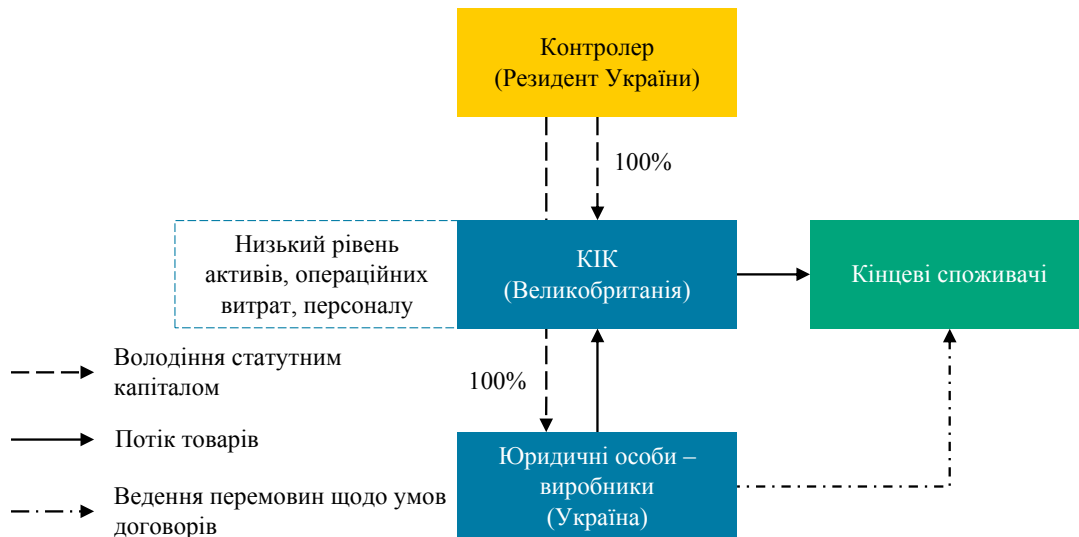 Контролер
(Резидент України)
100%
Низький рівень
активів, операційних
витрат, персоналу
КІК
(Великобританія)
Кінцеві споживачі
Володіння статутним
капіталом
100%
Потік товарів
Юридичні особи –
виробники
(Україна)
Ведення перемовин щодо умов
договорів